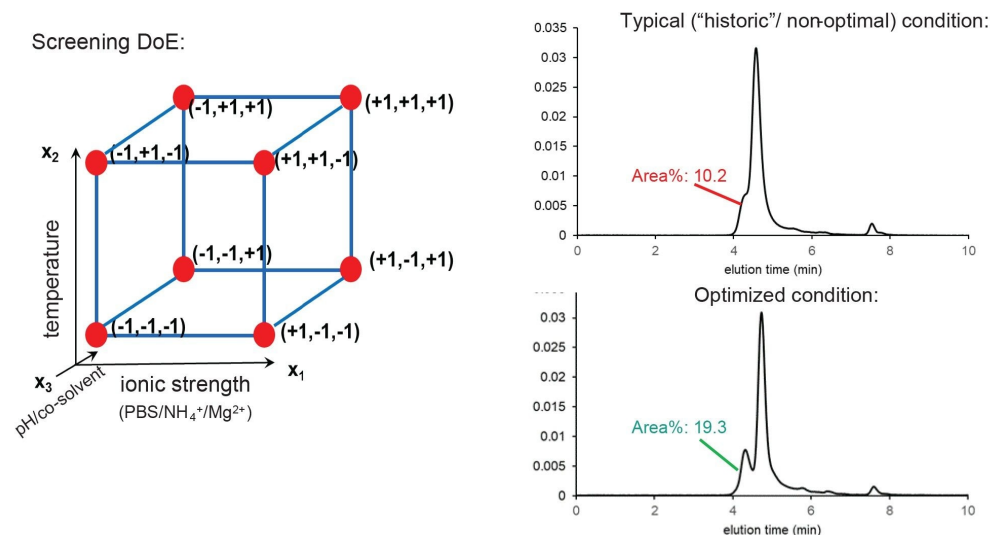 Screening DoE:
(-1,+1,+1)
(+1,+1,+1)
x₂
(-1,+1,-1)
(+1,+1,-1)
temperature
(-1,-1,+1)
(+1,-1,+1)
(-1,-1,-1)
(+1,-1,-1)
x₃
pH/co-solvent
ionic strength
x₁
(PBS/NH₄⁺/Mg²⁺)
Typical ("historic"/ non-optimal) condition:
0.035
0.03
0.025
0.02
0.015
0.01
0.005
0
Area%: 10.2
0 2 4 6 8 10
elution time (min)
Optimized condition:
0.03
0.025
0.02
0.015
0.01
0.005
0
Area%: 19.3
0 2 4 6 8 10
elution time (min)